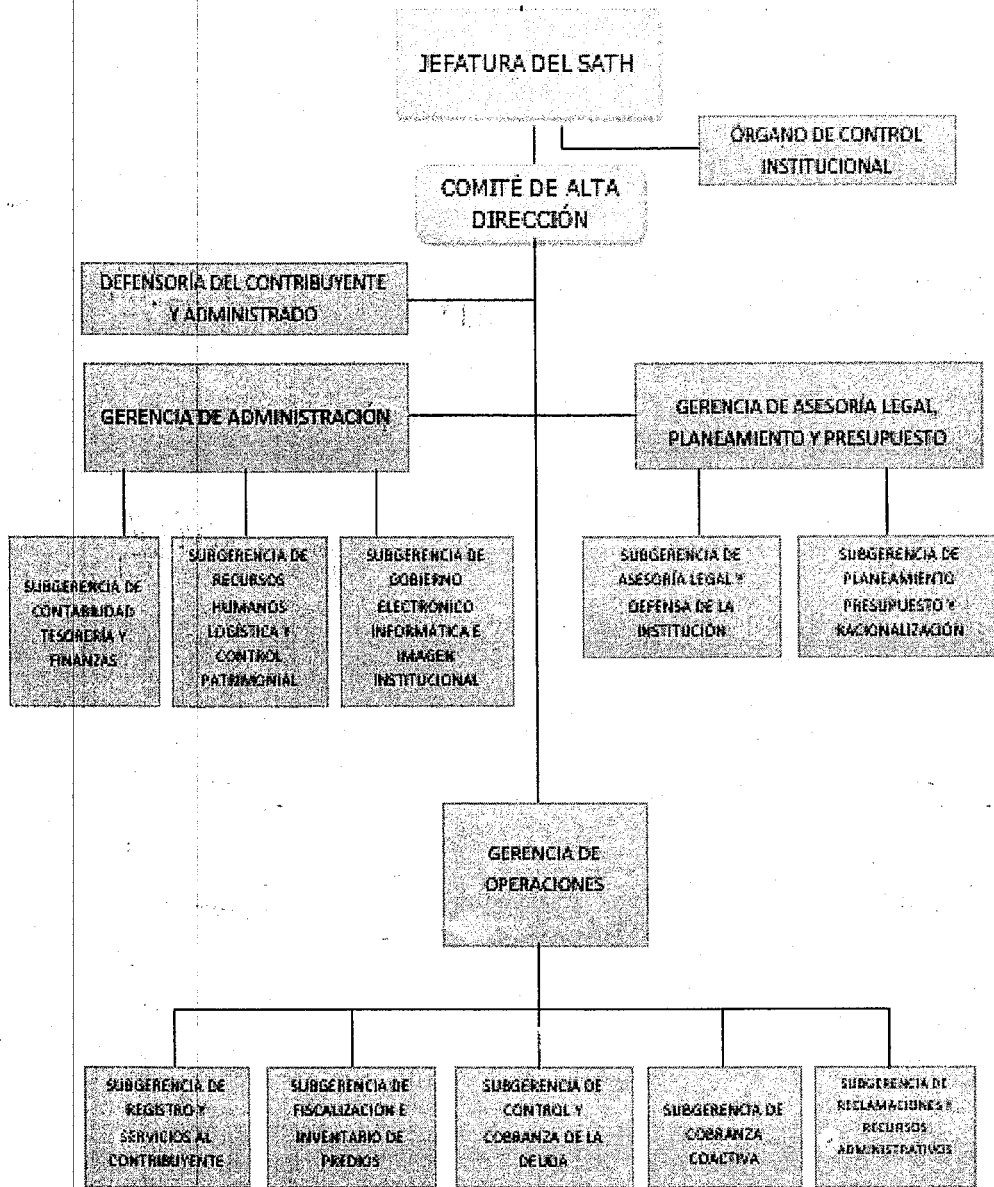 JEFATURA DEL SATH
ÓRGANO DE CONTROL
INSTITUCIONAL
COMITÉ DE ALTA
DIRECCIÓN
DEFENSORÍA DEL CONTRIBUYENTE
Y ADMINISTRADO
GERENCIA DE ADMINISTRACIÓN
GERENCIA DE ASESORÍA LEGAL,
PLANEAMIENTO Y PRESUPUESTO
SUBGERENCIA DE
CONTABILIDAD
TESORERÍA Y
FINANZAS
SUBGERENCIA DE
RECURSOS
HUMANOS
LOGÍSTICA Y
CONTROL
PATRIMONIAL
SUBGERENCIA DE
GOBIERNO
ELECTRÓNICO
INFORMÁTICA E
IMAGEN
INSTITUCIONAL
SUBGERENCIA DE
ASESORÍA LEGAL Y
DEFENSA DE LA
INSTITUCIÓN
SUBGERENCIA DE
PLANEAMIENTO
PRESUPUESTO Y
RACIONALIZACIÓN
GERENCIA DE
OPERACIONES
SUBGERENCIA DE
REGISTRO Y
SERVICIOS AL
CONTRIBUYENTE
SUBGERENCIA DE
FISCALIZACIÓN E
INVENTARIO DE
PREDIOS
SUBGERENCIA DE
CONTROL Y
COBRANZA DE LA
DEUDA
SUBGERENCIA DE
COBRANZA
COACTIVA
SUBGERENCIA DE
RECLAMACIONES Y
RECURSOS
ADMINISTRATIVOS